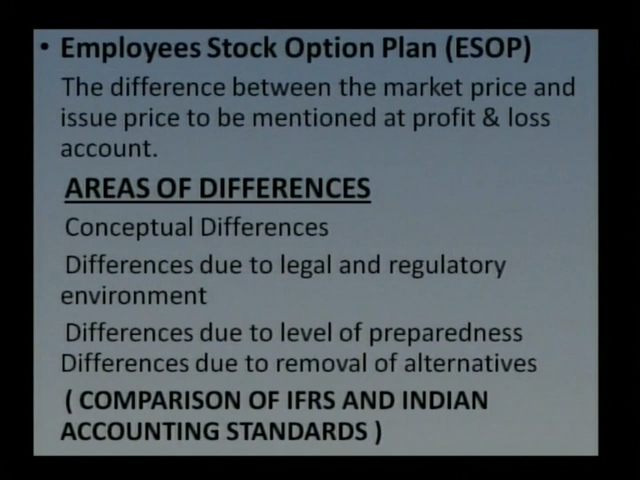 • Employees Stock Option Plan (ESOP)
The difference between the market price and
issue price to be mentioned at profit & loss
account.
AREAS OF DIFFERENCES
Conceptual Differences
Differences due to legal and regulatory
environment
Differences due to level of preparedness
Differences due to removal of alternatives
( COMPARISON OF IFRS AND INDIAN
ACCOUNTING STANDARDS )